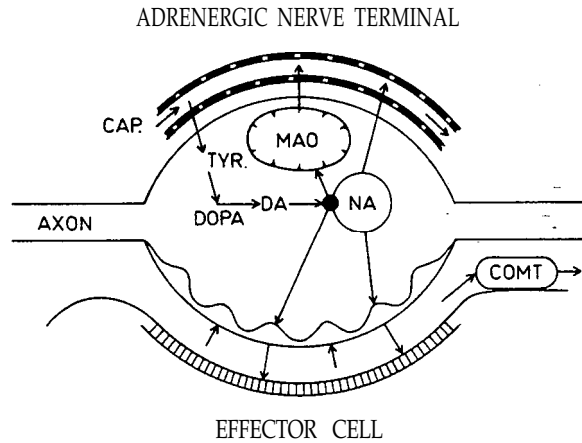 ADRENERGIC NERVE TERMINAL
CAP.
MAO
TYR.
DOPA
DA
NA
AXON
COMT
EFFECTOR CELL